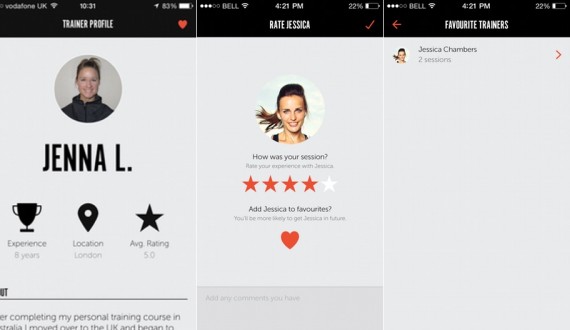 vodafone UK 10:31 83%
TRAINER PROFILE
JENNA L.
Experience Location Avg. Rating
8 years London 5.0
UT
er completing my personal training course in
stralia I moved over to the UK and began to
BELL 4:21 PM 22%
RATE JESSICA
How was your session?
Rate your experience with Jessica.
Add Jessica to favourites?
You'll be more likely to get Jessica in future.
Add any comments you have
BELL 4:21 PM 22%
FAVOURITE TRAINERS
Jessica Chambers
2 sessions